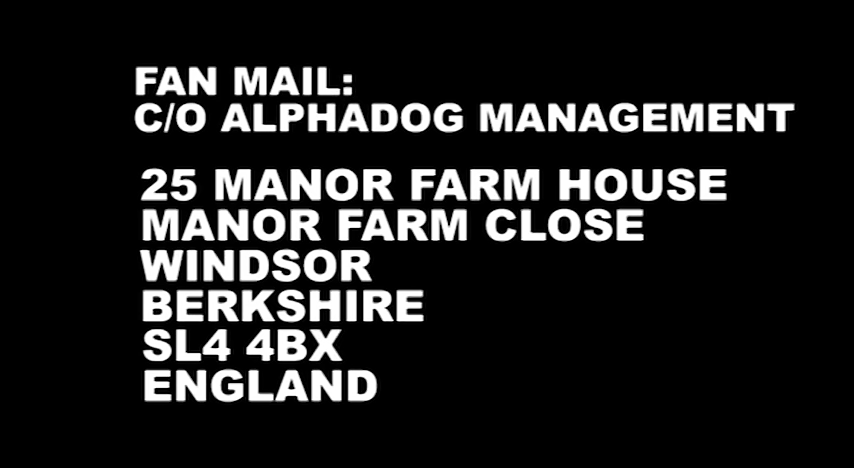 FAN MAIL:
C/O ALPHADOG MANAGEMENT
25 MANOR FARM HOUSE
MANOR FARM CLOSE
WINDSOR
BERKSHIRE
SL4 4BX
ENGLAND